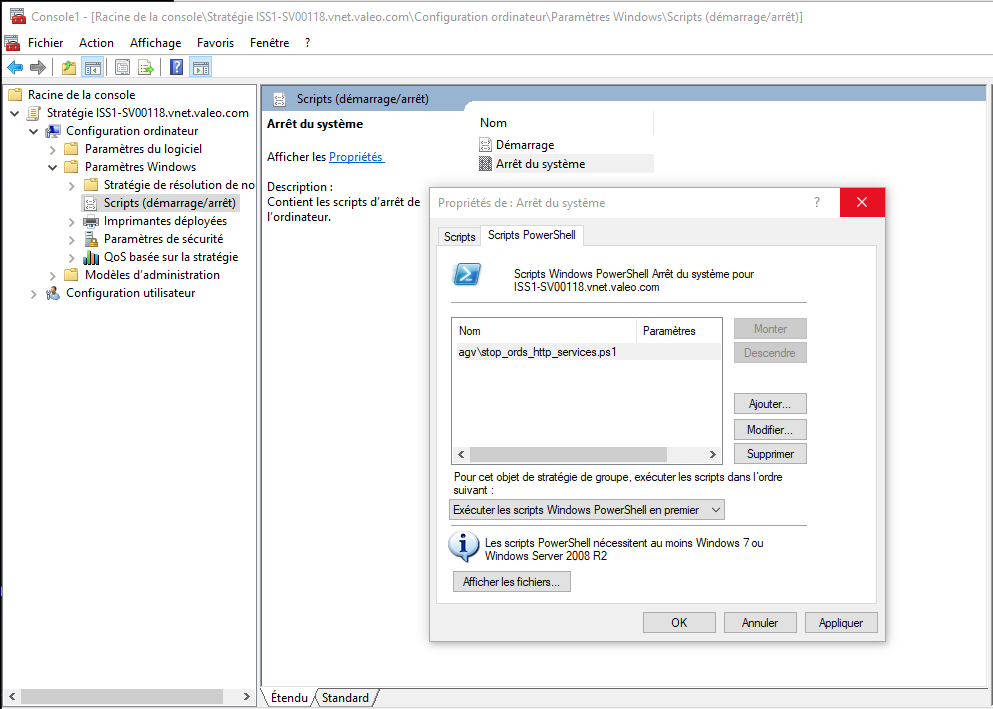 Console1 - [Racine de la console\Stratégie ISS1-SV00118.vnet.valeo.com\Configuration ordinateur\Paramètres Windows\Scripts (démarrage/arrêt)]
Fichier Action Affichage Favoris Fenêtre ?
Racine de la console
Stratégie ISS1-SV00118.vnet.valeo.com
Configuration ordinateur
Paramètres du logiciel
Paramètres Windows
Stratégie de résolution de no
Scripts (démarrage/arrêt)
Imprimantes déployées
Paramètres de sécurité
QoS basée sur la stratégie
Modèles d'administration
Configuration utilisateur
Scripts (démarrage/arrêt)
Arrêt du système
Afficher les Propriétés
Description :
Contient les scripts d'arrêt de
l'ordinateur.
Nom
Démarrage
Arrêt du système
Propriétés de : Arrêt du système
?
Scripts
Scripts PowerShell
Scripts Windows PowerShell Arrêt du système pour
ISS1-SV00118.vnet.valeo.com
Nom Paramètres
agv\stop_ords_http_services.ps1
Monter
Descendre
Ajouter...
Modifier...
Supprimer
Pour cet objet de stratégie de groupe, exécuter les scripts dans l'ordre
suivant :
Exécuter les scripts Windows PowerShell en premier
Les scripts PowerShell nécessitent au moins Windows 7 ou
Windows Server 2008 R2
Afficher les fichiers...
OK
Annuler
Appliquer
Étendu
Standard